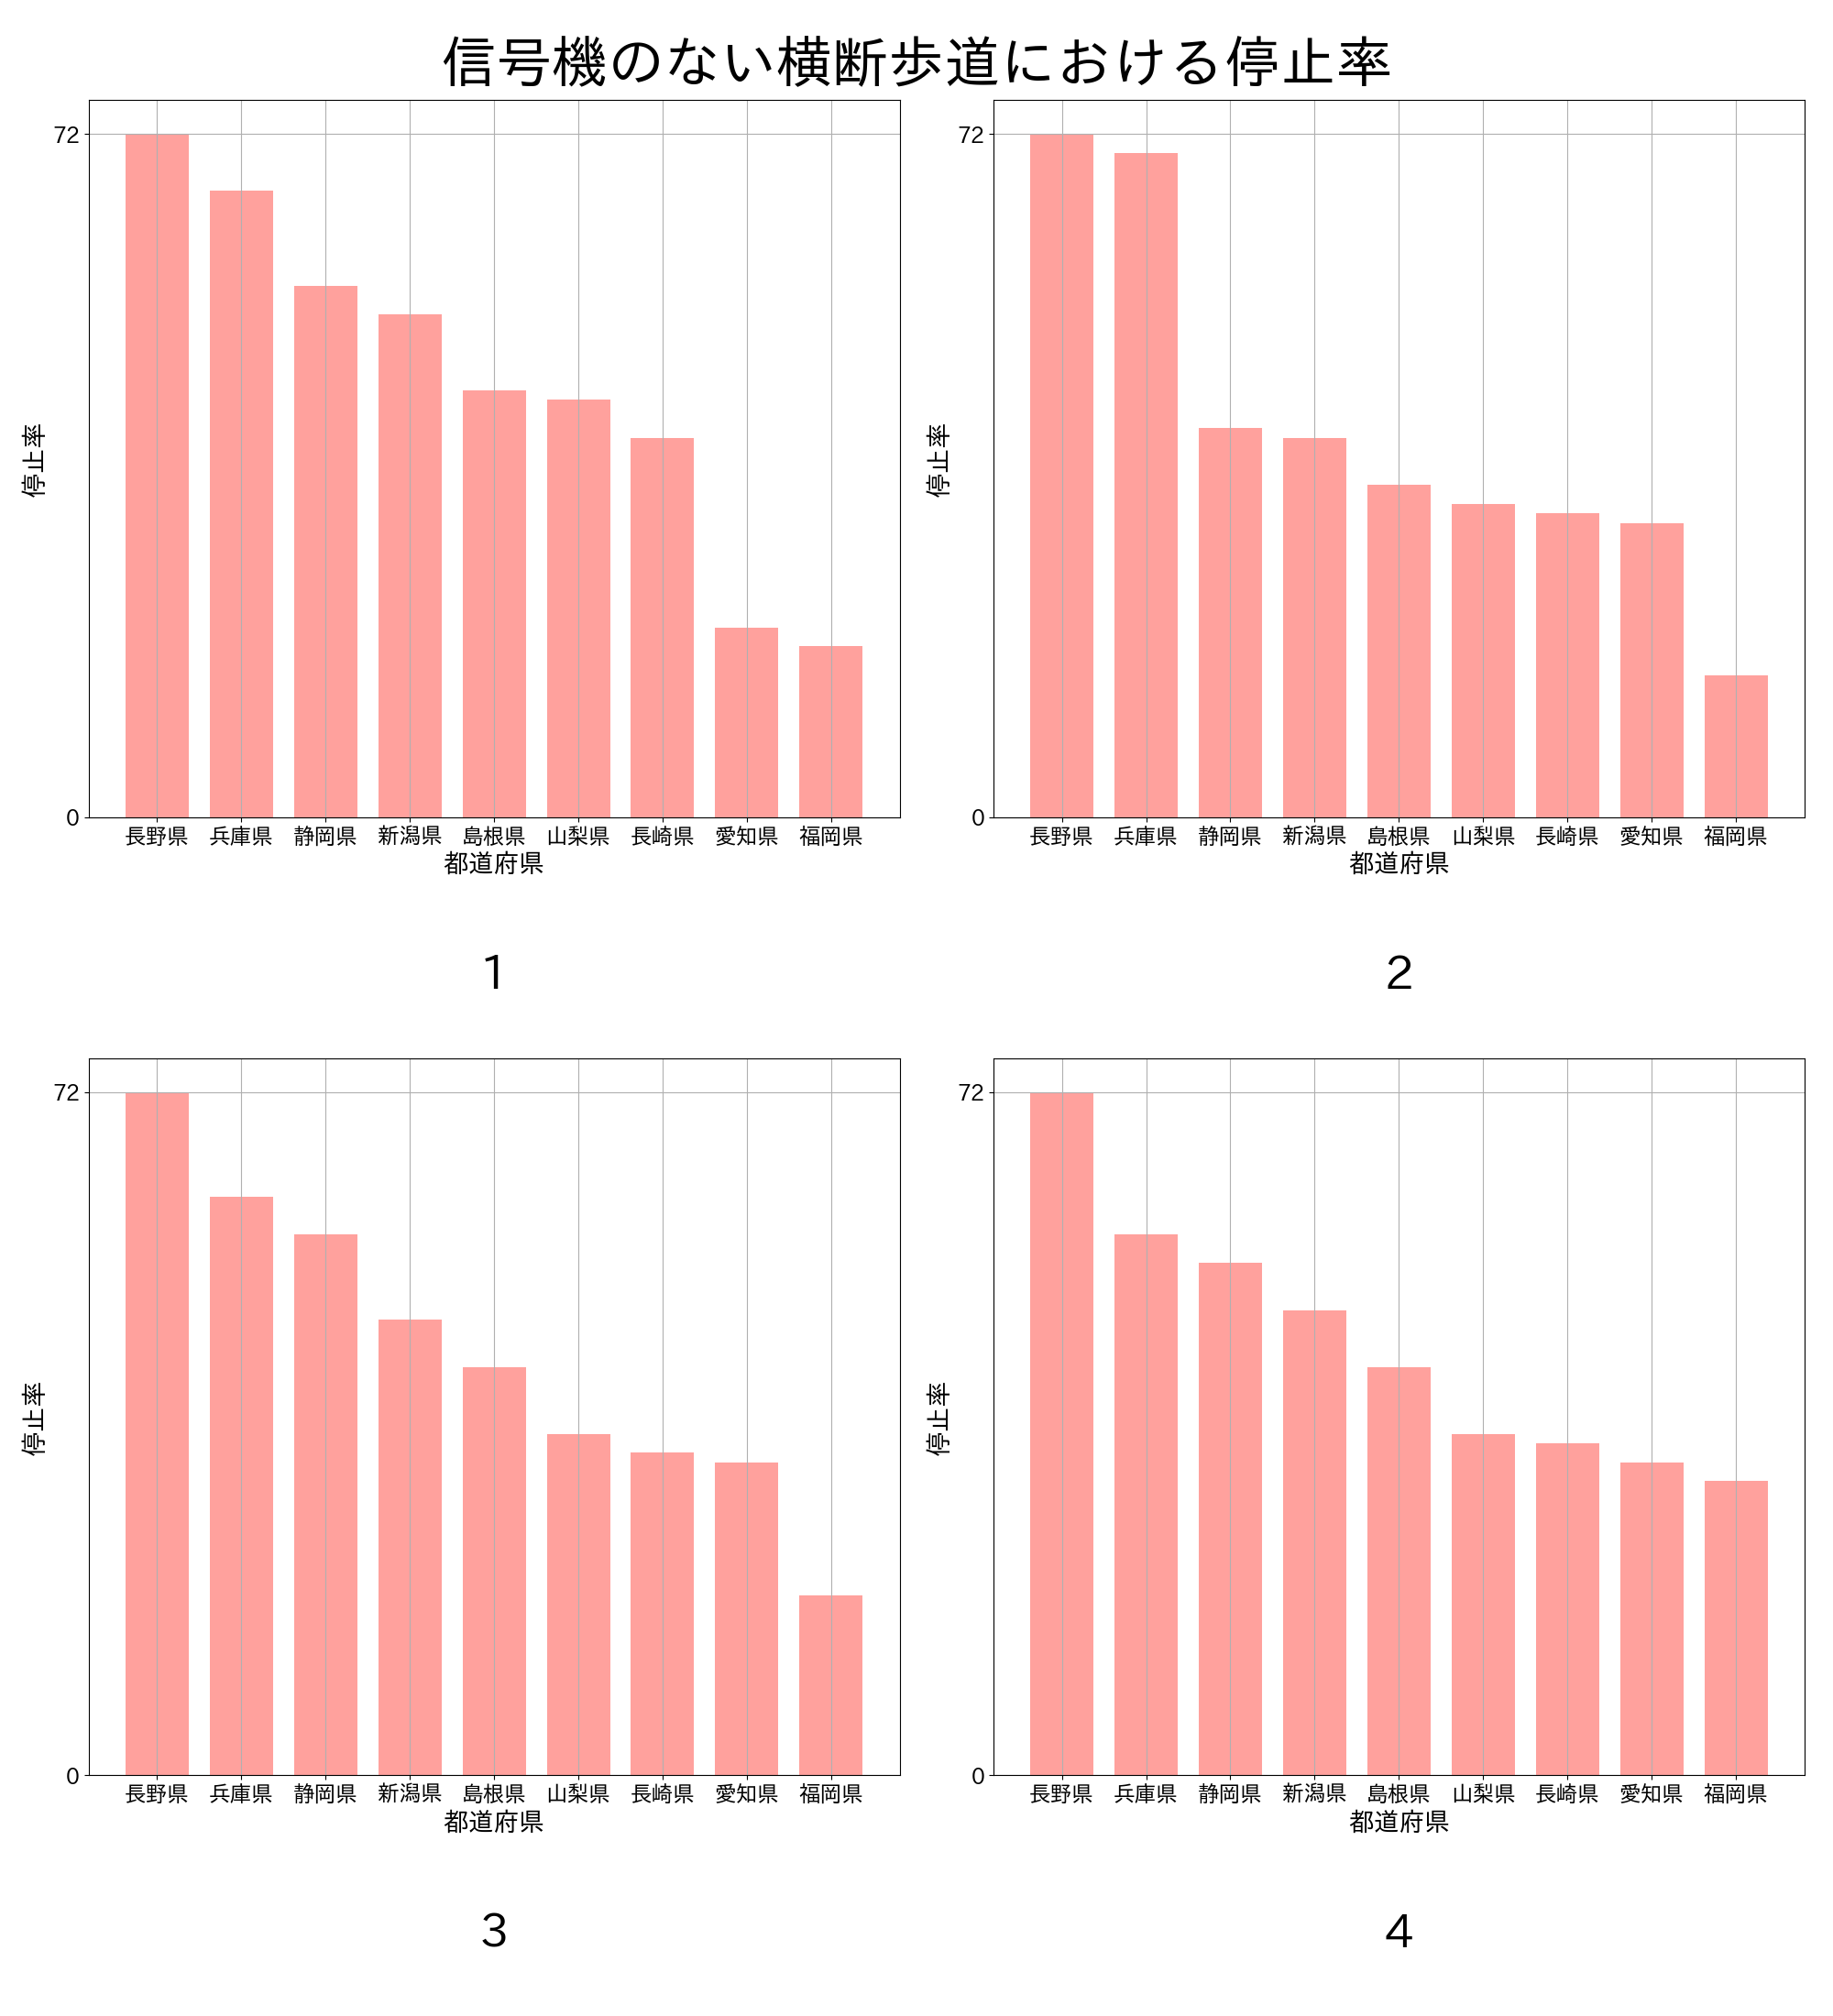 信号機のない横断歩道における停止率
72
0
停止率
長野県 兵庫県 静岡県 新潟県 島根県 山梨県 長崎県 愛知県 福岡県
都道府県
1
72
0
停止率
長野県 兵庫県 静岡県 新潟県 島根県 山梨県 長崎県 愛知県 福岡県
都道府県
2
72
0
停止率
長野県 兵庫県 静岡県 新潟県 島根県 山梨県 長崎県 愛知県 福岡県
都道府県
3
72
0
停止率
長野県 兵庫県 静岡県 新潟県 島根県 山梨県 長崎県 愛知県 福岡県
都道府県
4